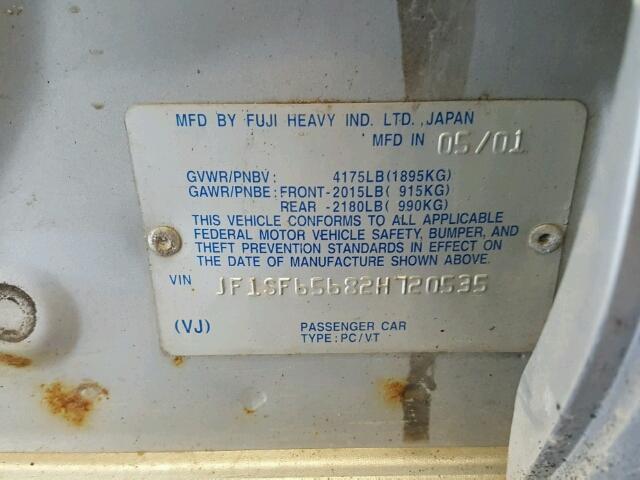 MFD BY FUJI HEAVY IND. LTD., JAPAN
MFD IN 05/01
GVWR/PNBV: 4175LB(1895KG)
GAWR/PNBE: FRONT-2015LB( 915KG)
REAR -2180LB( 990KG)
THIS VEHICLE CONFORMS TO ALL APPLICABLE
FEDERAL MOTOR VEHICLE SAFETY, BUMPER, AND
THEFT PREVENTION STANDARDS IN EFFECT ON
THE DATE OF MANUFACTURE SHOWN ABOVE.
VIN JF1SF65682H720535
(VJ) PASSENGER CAR
TYPE: PC/VT